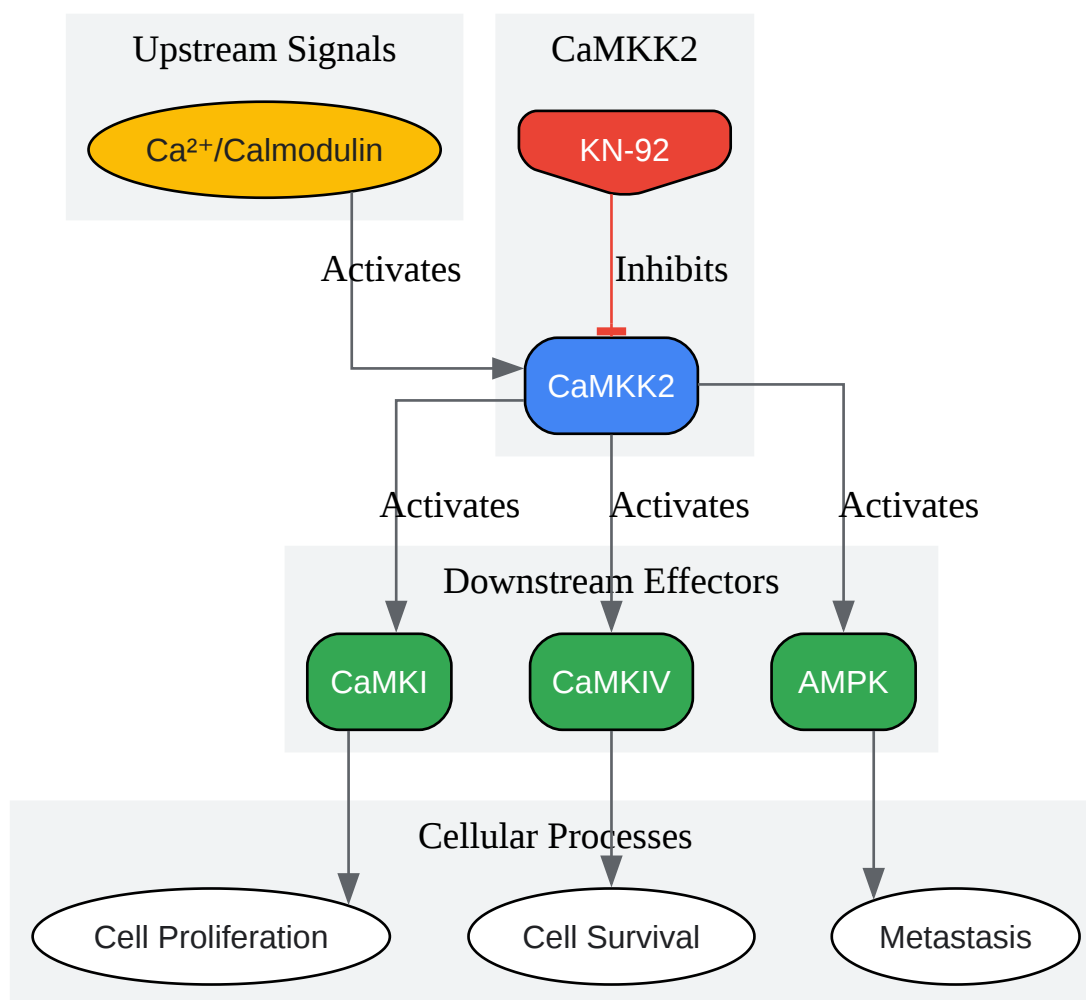 Upstream Signals
CaMKK2
Ca²⁺/Calmodulin
KN-92
Activates
Inhibits
CaMKK2
Activates
Activates
Activates
Downstream Effectors
CaMKI
CaMKIV
AMPK
Cellular Processes
Cell Proliferation
Cell Survival
Metastasis